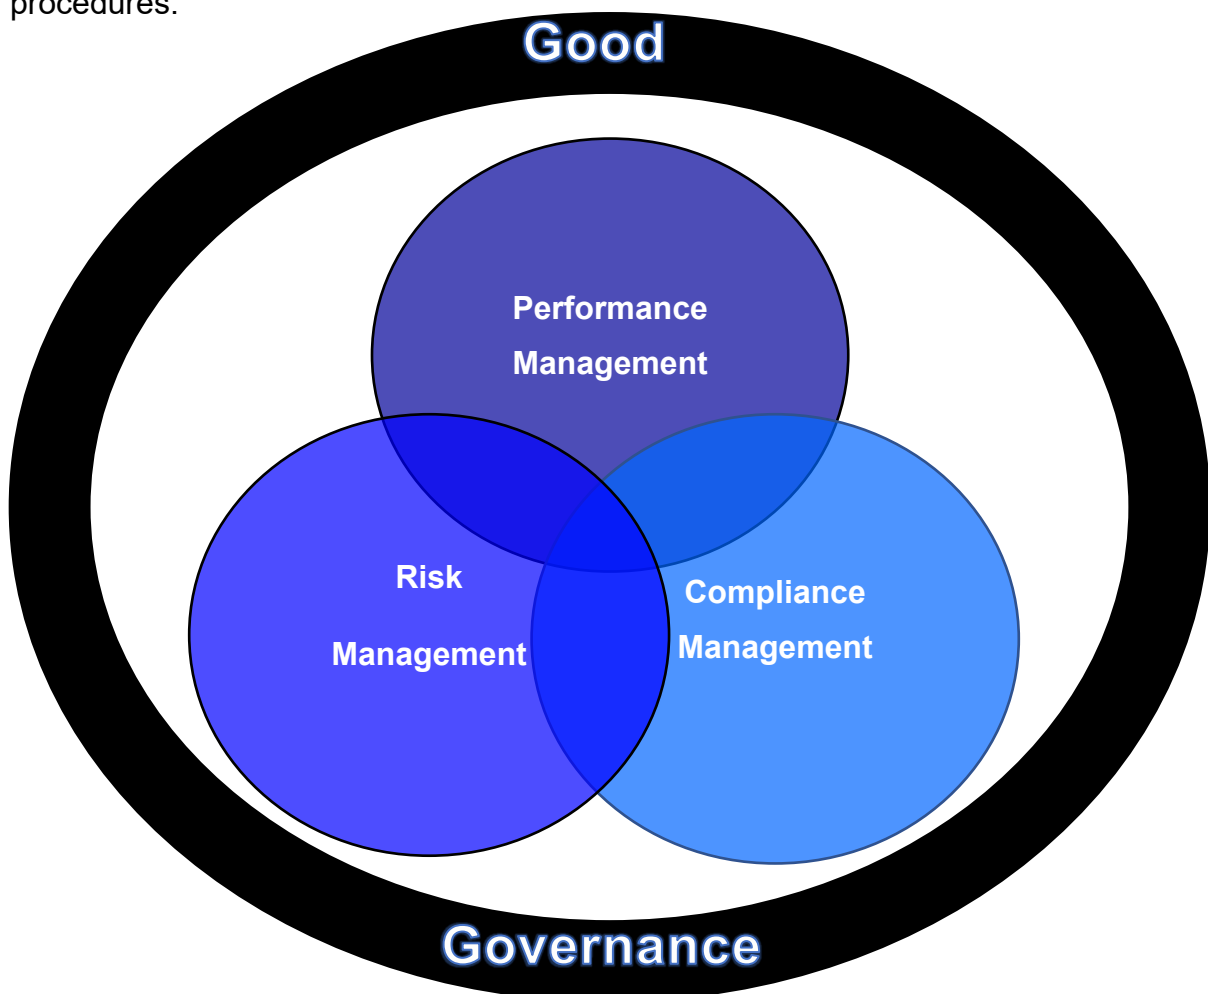 procedures.
Good
Performance
Management
Risk
Management
Compliance
Management
Governance